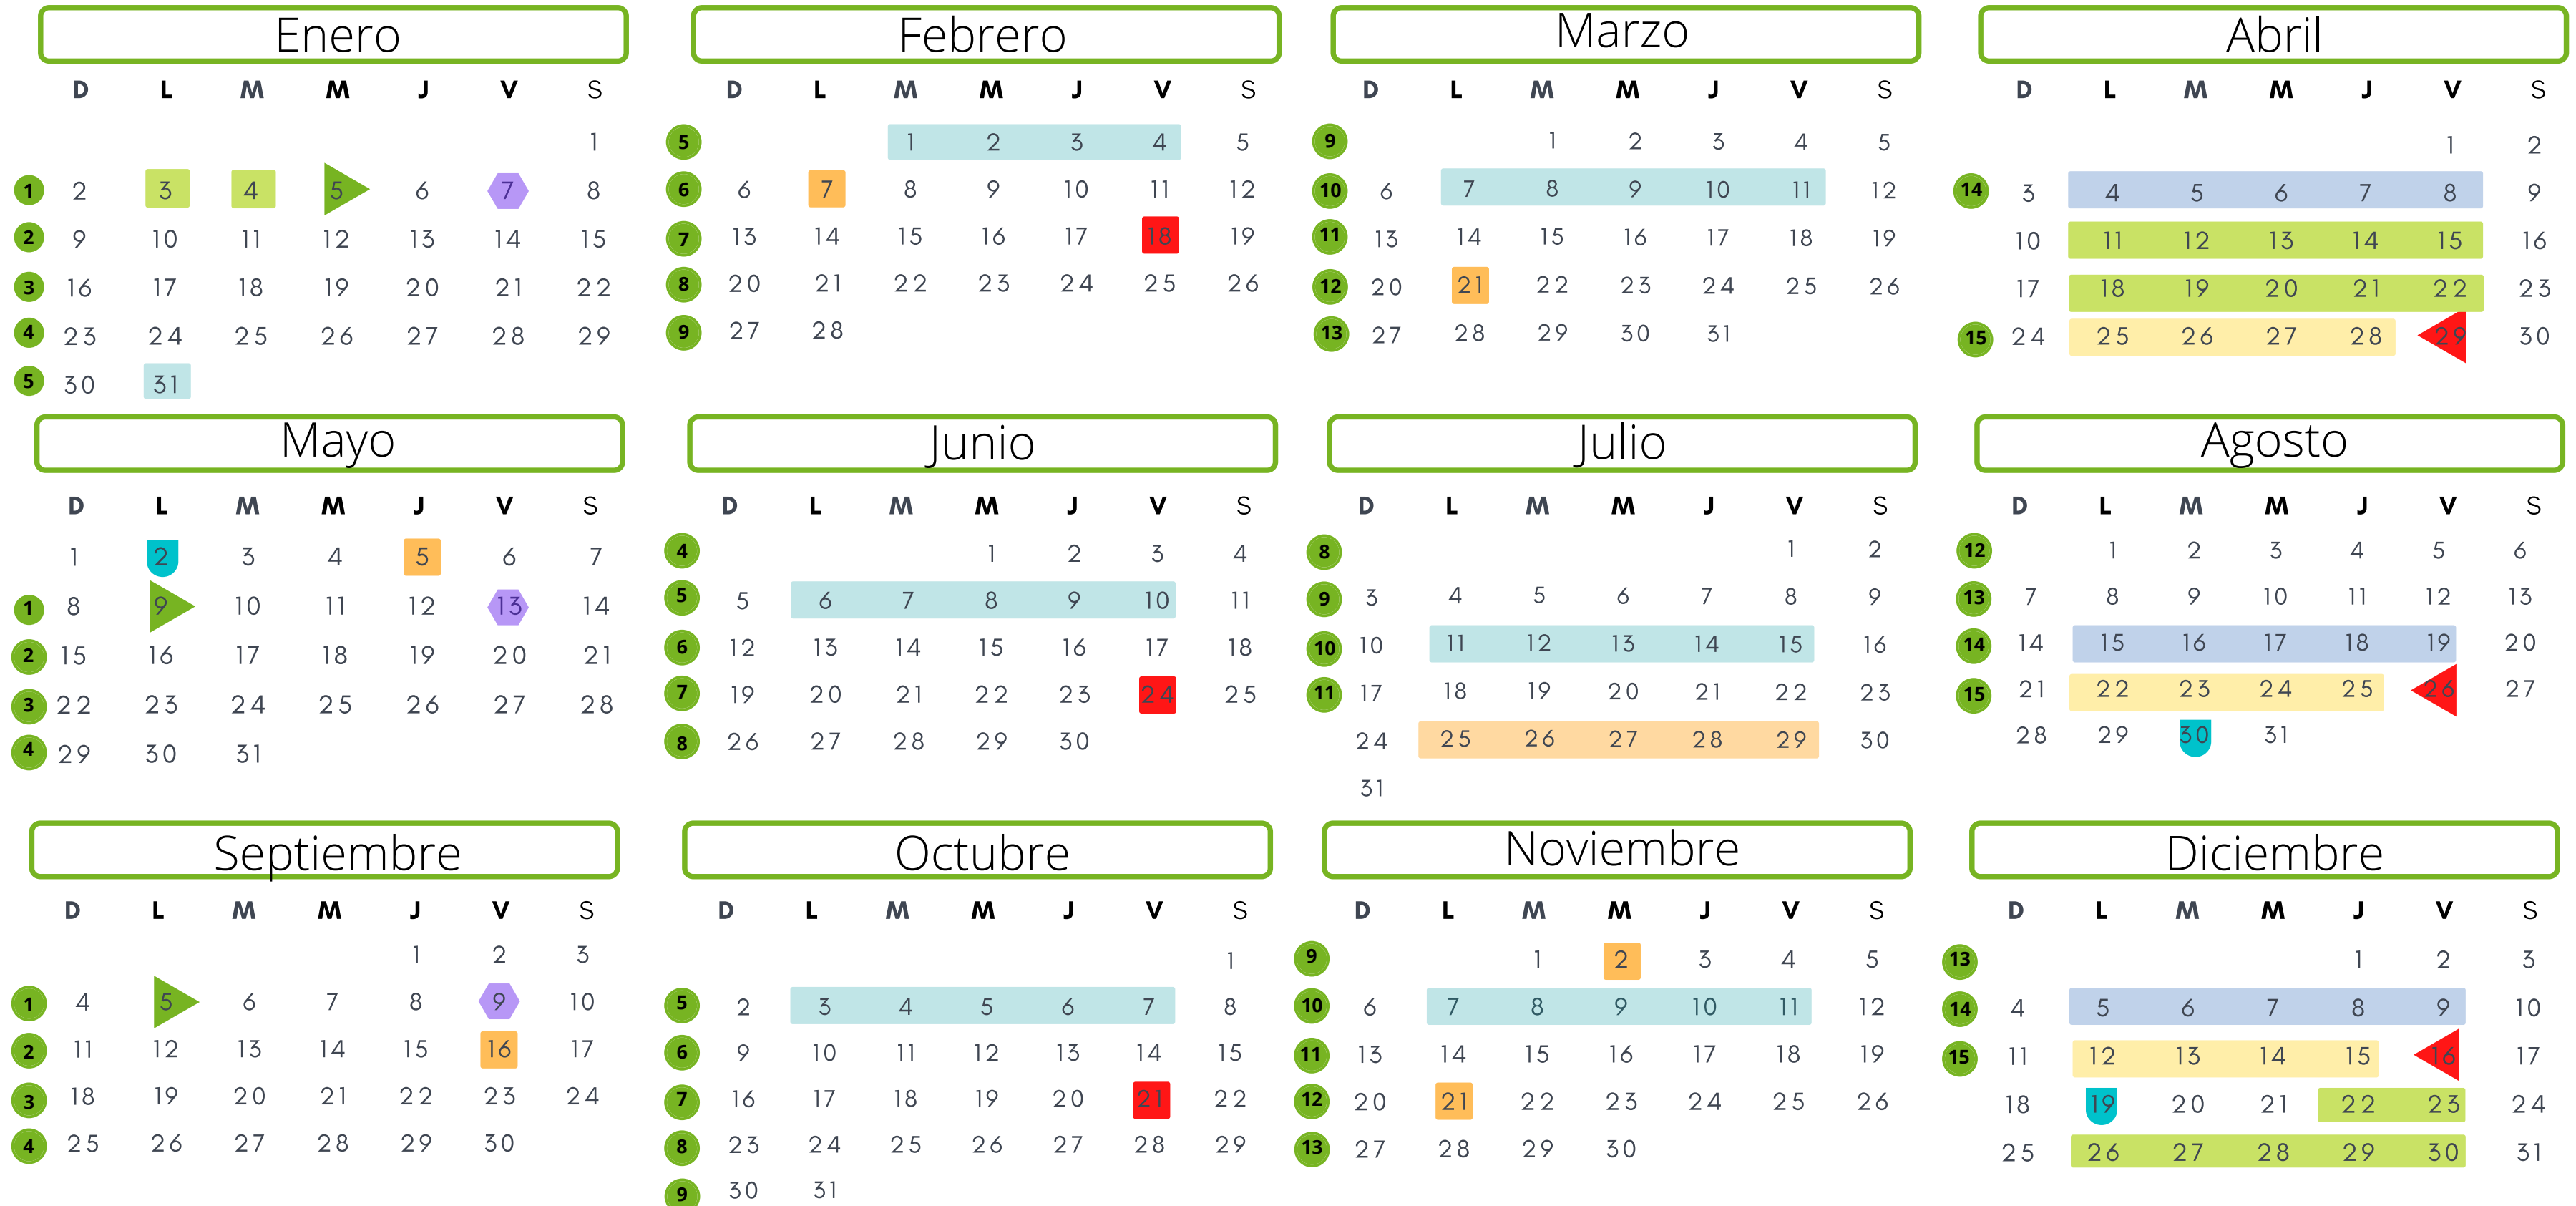 Enero
D L M M J V S
1
1 2 3 4 5 6 7 8
2 9 10 11 12 13 14 15
3 16 17 18 19 20 21 22
4 23 24 25 26 27 28 29
5 30 31
Febrero
D L M M J V S
5 1 2 3 4 5
6 6 7 8 9 10 11 12
7 13 14 15 16 17 18 19
8 20 21 22 23 24 25 26
9 27 28
Marzo
D L M M J V S
9 1 2 3 4 5
10 6 7 8 9 10 11 12
11 13 14 15 16 17 18 19
12 20 21 22 23 24 25 26
13 27 28 29 30 31
Abril
D L M M J V S
1 2
14 3 4 5 6 7 8 9
10 11 12 13 14 15 16
17 18 19 20 21 22 23
15 24 25 26 27 28 29 30
Mayo
D L M M J V S
1 2 3 4 5 6 7
1 8 9 10 11 12 13 14
2 15 16 17 18 19 20 21
3 22 23 24 25 26 27 28
4 29 30 31
Junio
D L M M J V S
4 1 2 3 4
5 5 6 7 8 9 10 11
6 12 13 14 15 16 17 18
7 19 20 21 22 23 24 25
8 26 27 28 29 30
Julio
D L M M J V S
8 1 2
9 3 4 5 6 7 8 9
10 10 11 12 13 14 15 16
11 17 18 19 20 21 22 23
24 25 26 27 28 29 30
31
Agosto
D L M M J V S
12 1 2 3 4 5 6
13 7 8 9 10 11 12 13
14 14 15 16 17 18 19 20
15 21 22 23 24 25 26 27
28 29 30 31
Septiembre
D L M M J V S
1 2 3
1 4 5 6 7 8 9 10
2 11 12 13 14 15 16 17
3 18 19 20 21 22 23 24
4 25 26 27 28 29 30
Octubre
D L M M J V S
1
5 2 3 4 5 6 7 8
6 9 10 11 12 13 14 15
7 16 17 18 19 20 21 22
8 23 24 25 26 27 28 29
9 30 31
Noviembre
D L M M J V S
9 1 2 3 4 5
10 6 7 8 9 10 11 12
11 13 14 15 16 17 18 19
12 20 21 22 23 24 25 26
13 27 28 29 30
Diciembre
D L M M J V S
13 1 2 3
14 4 5 6 7 8 9 10
15 11 12 13 14 15 16 17
18 19 20 21 22 23 24
25 26 27 28 29 30 31